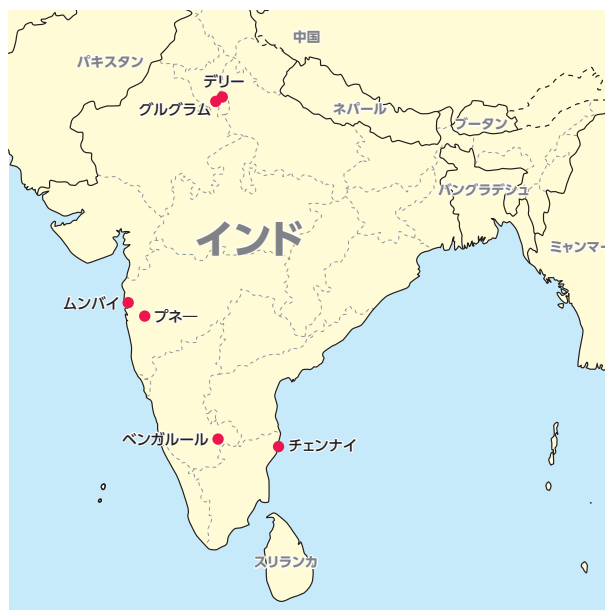 中国
パキスタン
デリー
グルグラム
ネパール
ブータン
バングラデシュ
インド
ミャンマー
ムンバイ
プネー
ベンガルール
チェンナイ
スリランカ